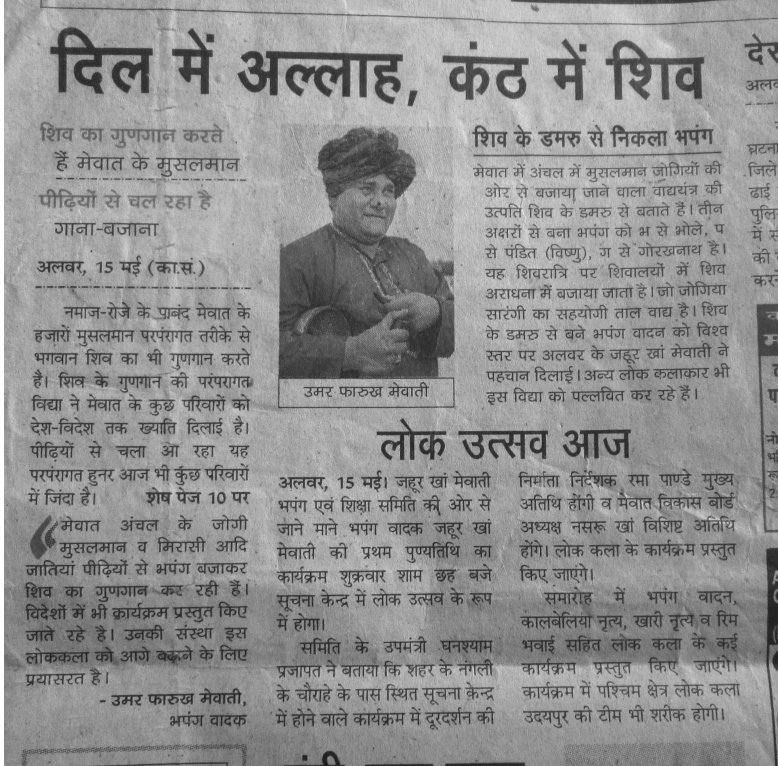 दिल में अल्लाह, कंठ में शिव
शिव का गुणगान करते
हैं मेवात के मुसलमान
पीढ़ियों से चल रहा है
गाना-बजाना
अलवर, 15 मई (का.सं.)
नमाज-रोजे के पाबंद मेवात के
हजारों मुसलमान परपंरागत तरीके से
भगवान शिव का भी गुणगान करते
है। शिव के गुणगान की परंपरागत
विद्या ने मेवात के कुछ परिवारों को
देश-विदेश तक ख्याति दिलाई है।
पीढ़ियों से चला आ रहा यह
परपंरागत हुनर आज भी कुछ परिवारों
में जिंदा है। शेष पेज 10 पर
मेवात अंचल के जोगी
मुसलमान व मिरासी आदि
जातियां पीढ़ियों से भपंग बजाकर
शिव का गुणगान कर रही हैं।
विदेशों में भी कार्यक्रम प्रस्तुत किए
जाते रहे है। उनकी संस्था इस
लोककला को आगे बढ़ाने के लिए
प्रयासरत है।
- उमर फारुख मेवाती,
भपंग वादक
उमर फारुख मेवाती
शिव के डमरु से निकला भपंग
मेवात में अंचल में मुसलमान जोगियों की
ओर से बजाया जाने वाला वाद्ययंत्र की
उत्पति शिव के डमरु से बताते हैं। तीन
अक्षरों से बना भपंग को भ से भोले, प
से पंडित (विष्णु), ग से गोरखनाथ है।
यह शिवरात्रि पर शिवालयों में शिव
अराधना में बजाया जाता है। जो जोगिया
सारंगी का सहयोगी ताल वाद्य है। शिव
के डमरु से बने भपंग वादन को विश्व
स्तर पर अलवर के जहूर खां मेवाती ने
पहचान दिलाई। अन्य लोक कलाकार भी
इस विद्या को पल्लवित कर रहे हैं।
लोक उत्सव आज
अलवर, 15 मई। जहूर खां मेवाती
भपंग एवं शिक्षा समिति की ओर से
जाने माने भपंग वादक जहूर खां
मेवाती की प्रथम पुण्यतिथि का
कार्यक्रम शुक्रवार शाम छह बजे
सूचना केन्द्र में लोक उत्सव के रूप
में होगा।
समिति के उपमंत्री घनश्याम
प्रजापत ने बताया कि शहर के नंगली
के चौराहे के पास स्थित सूचना केन्द्र
में होने वाले कार्यक्रम में दूरदर्शन की
निर्माता निर्देशक रमा पाण्डे मुख्य
अतिथि होंगी व मेवात विकास बोर्ड
अध्यक्ष नसरू खां विशिष्ट अतिथि
होंगे। लोक कला के कार्यक्रम प्रस्तुत
किए जाएंगे।
समारोह में भपंग वादन,
कालबेलिया नृत्य, खारी नृत्य व रिम
भवाई सहित लोक कला के कई
कार्यक्रम प्रस्तुत किए जाएंगे।
कार्यक्रम में पश्चिम क्षेत्र लोक कला
उदयपुर की टीम भी शरीक होगी।